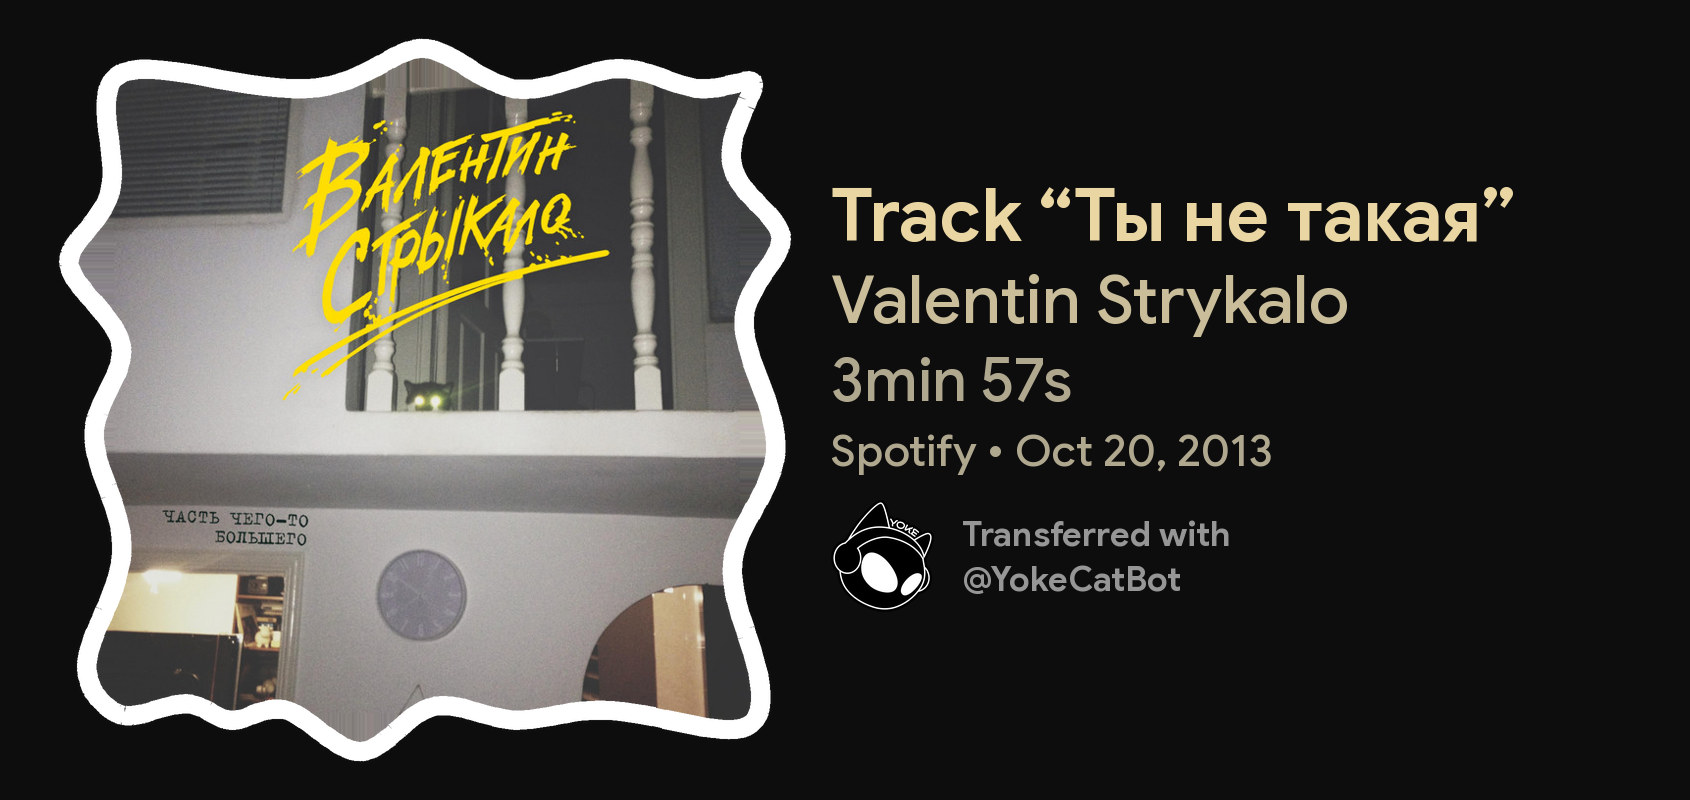 ВАЛЕНТИН
СТРЫКАЛО
ЧАСТЬ ЧЕГО-ТО
БОЛЬШЕГО
Track “Ты не такая”
Valentin Strykalo
3min 57s
Spotify • Oct 20, 2013
YOKE
Transferred with
@YokeCatBot